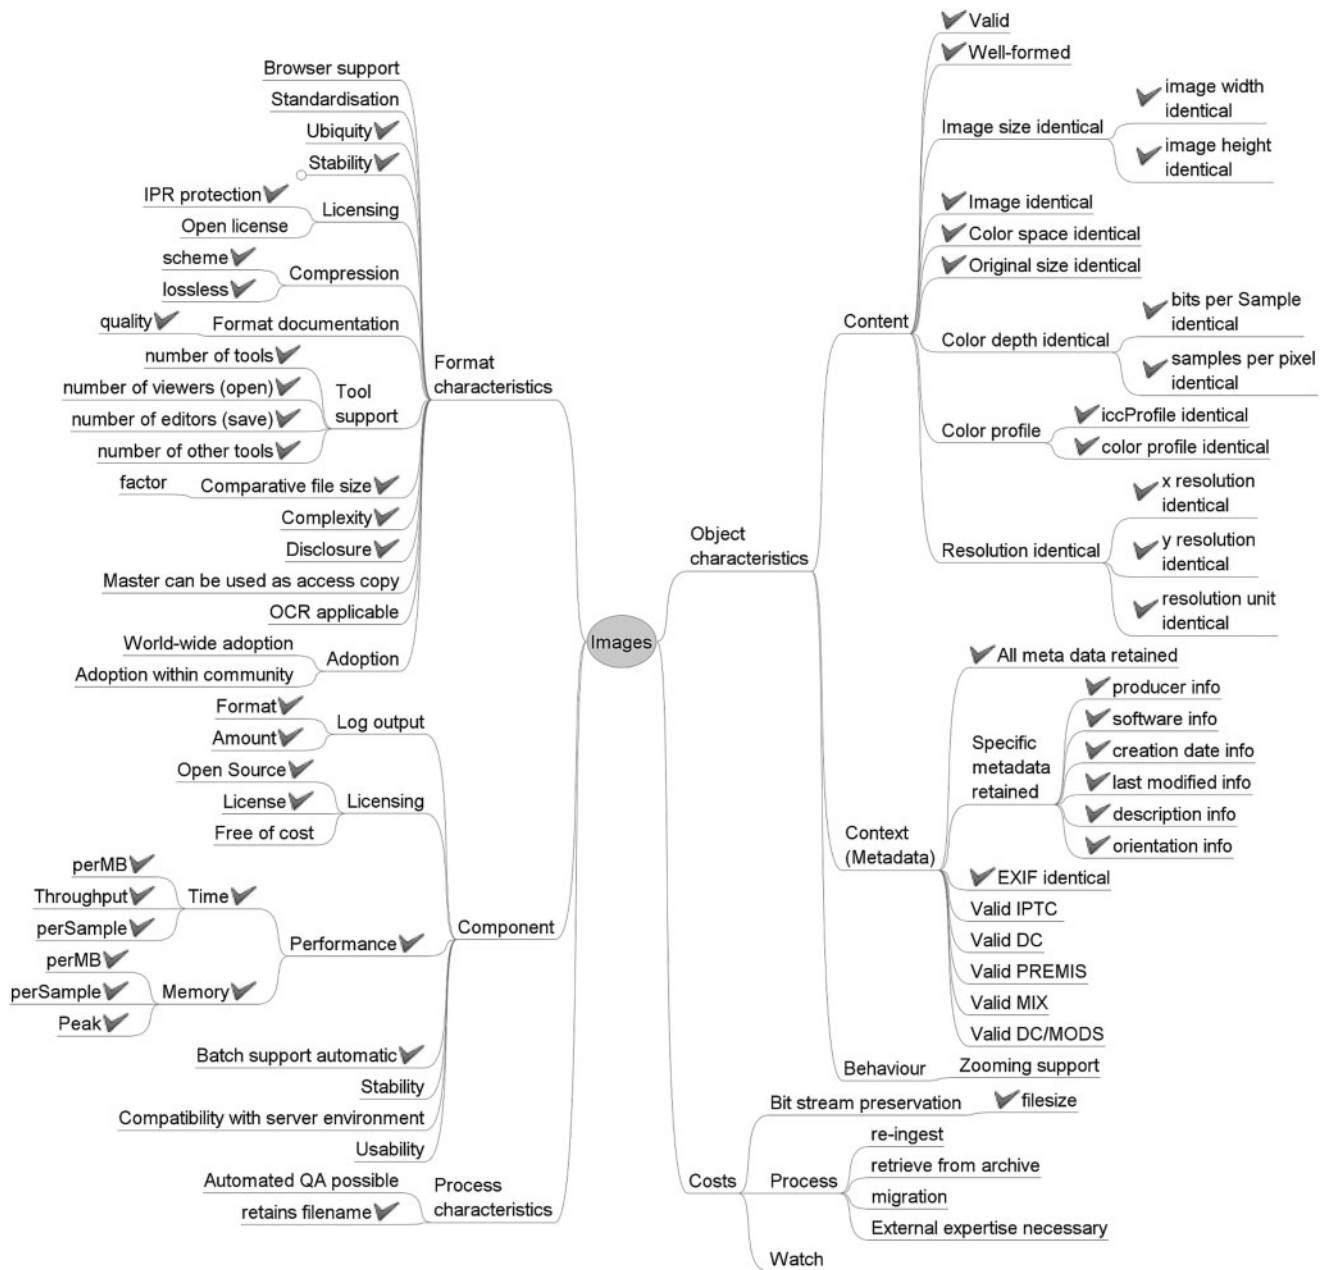 Browser support
Standardisation
Ubiquity
Stability
IPR protection
Open license
Licensing
scheme
lossless
Compression
quality
Format documentation
number of tools
number of viewers (open)
number of editors (save)
number of other tools
Tool
support
factor
Comparative file size
Complexity
Disclosure
Master can be used as access copy
OCR applicable
World-wide adoption
Adoption within community
Adoption
Format
characteristics
Format
Amount
Log output
Open Source
License
Free of cost
Licensing
perMB
Throughput
perSample
Time
perMB
perSample
Peak
Memory
Performance
Batch support automatic
Stability
Compatibility with server environment
Usability
Component
Automated QA possible
retains filename
Process
characteristics
Images
Object
characteristics
Content
Valid
Well-formed
Image size identical
image width
identical
image height
identical
Image identical
Color space identical
Original size identical
Color depth identical
bits per Sample
identical
samples per pixel
identical
Color profile
iccProfile identical
color profile identical
Resolution identical
x resolution
identical
y resolution
identical
resolution unit
identical
Context
(Metadata)
All meta data retained
Specific
metadata
retained
producer info
software info
creation date info
last modified info
description info
orientation info
EXIF identical
Valid IPTC
Valid DC
Valid PREMIS
Valid MIX
Valid DC/MODS
Behaviour
Zooming support
Costs
Bit stream preservation
filesize
Process
re-ingest
retrieve from archive
migration
External expertise necessary
Watch